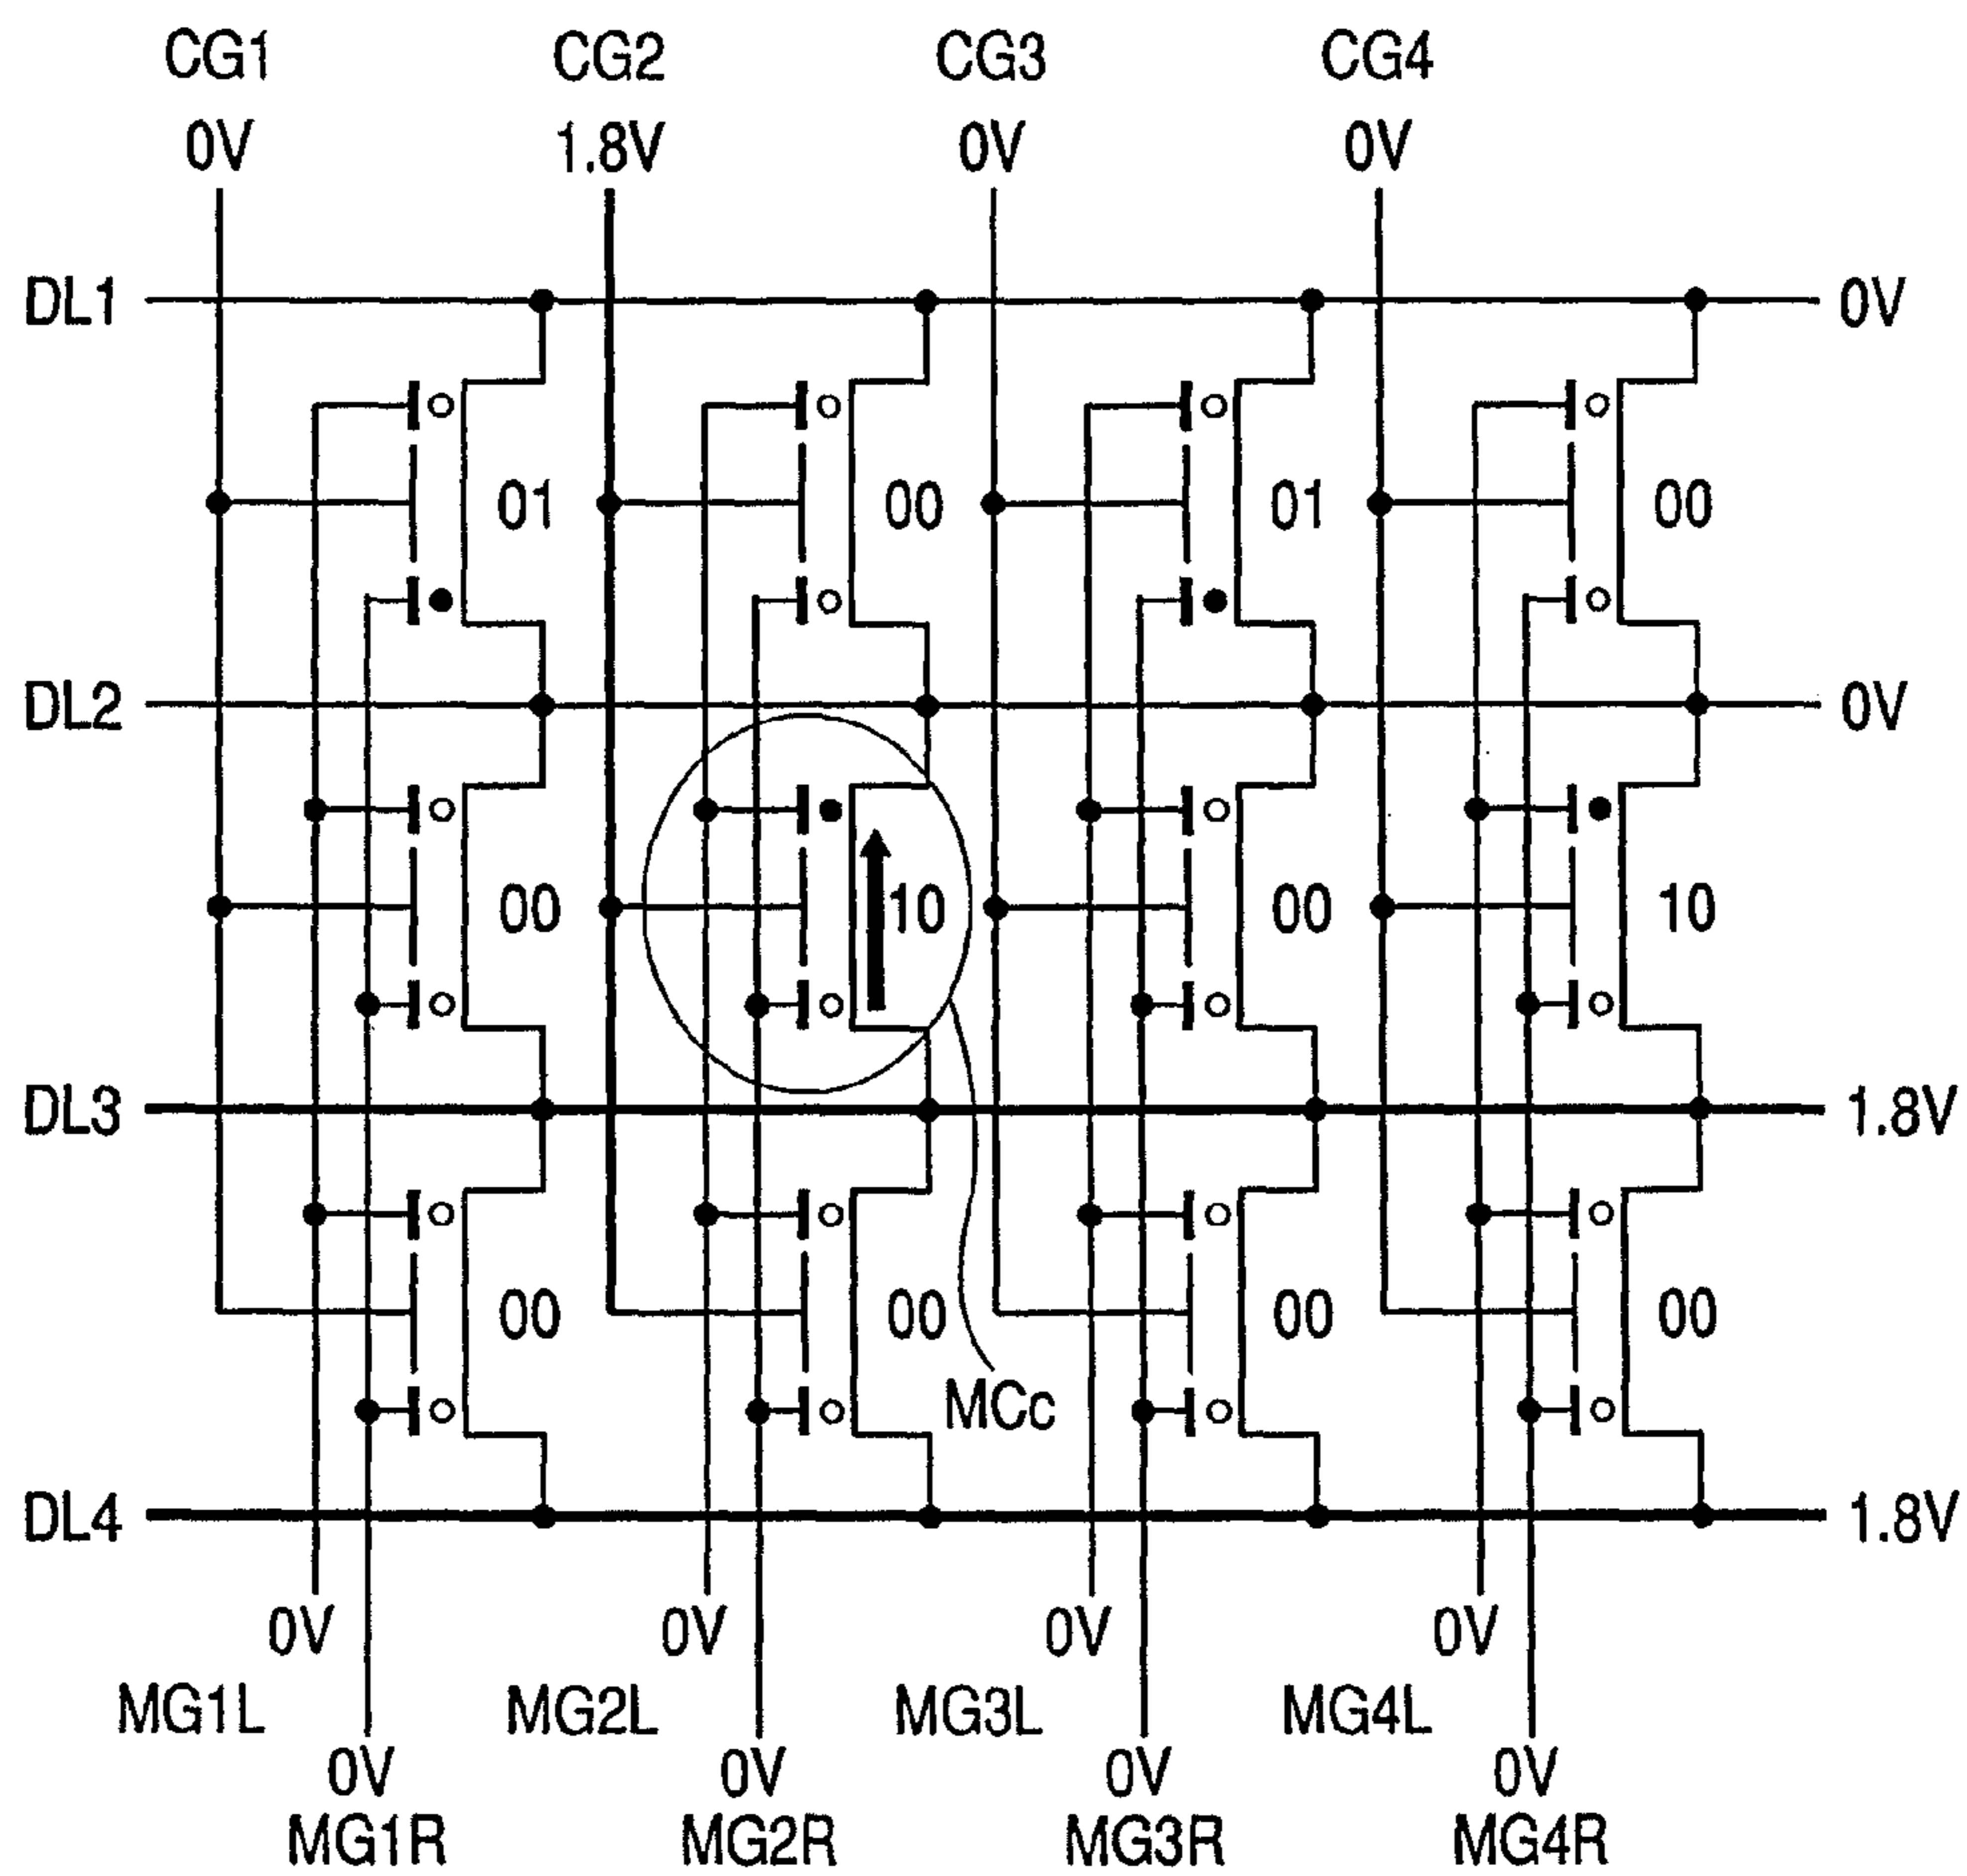 CG1 CG2 CG3 CG4
0V 1.8V 0V 0V
DL1 0V
01 00 01 00
DL2 0V
00 10 00 10
DL3 1.8V
00 00 00 00
MCc
DL4 1.8V
0V 0V 0V 0V
MG1L MG2L MG3L MG4L
0V 0V 0V 0V
MG1R MG2R MG3R MG4R